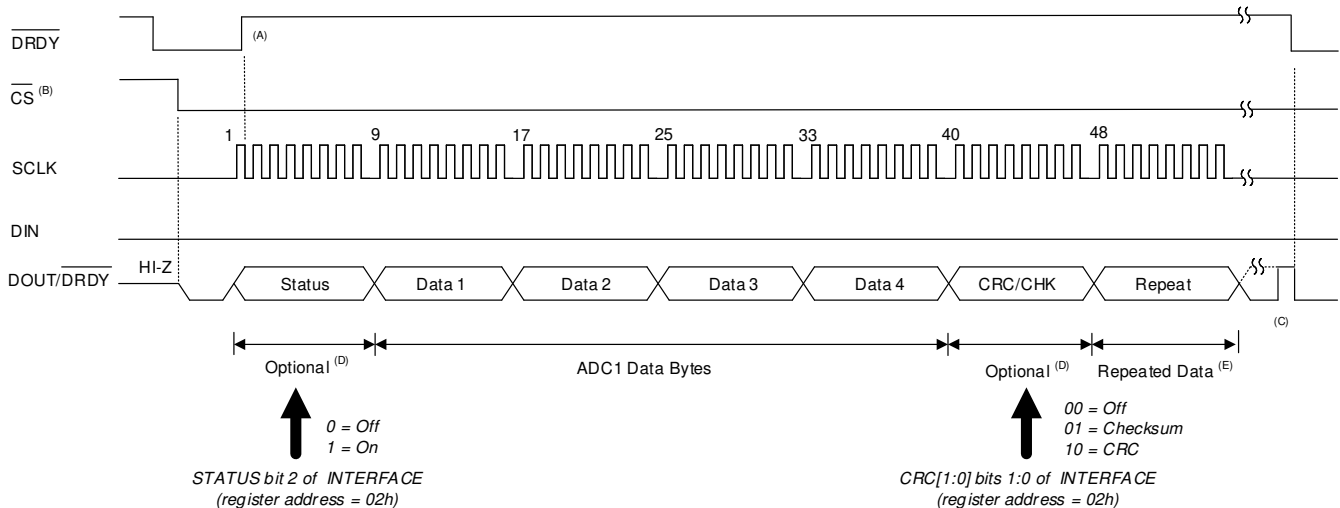 DRDY
(A)
CS (B)
1 9 17 25 33 40 48
SCLK
DIN
HI-Z
DOUT/DRDY
Status Data 1 Data 2 Data 3 Data 4 CRC/CHK Repeat
(C)
Optional (D) ADC1 Data Bytes Optional (D) Repeated Data (E)
0 = Off
1 = On
STATUS bit 2 of INTERFACE
(register address = 02h)
00 = Off
01 = Checksum
10 = CRC
CRC[1:0] bits 1:0 of INTERFACE
(register address = 02h)